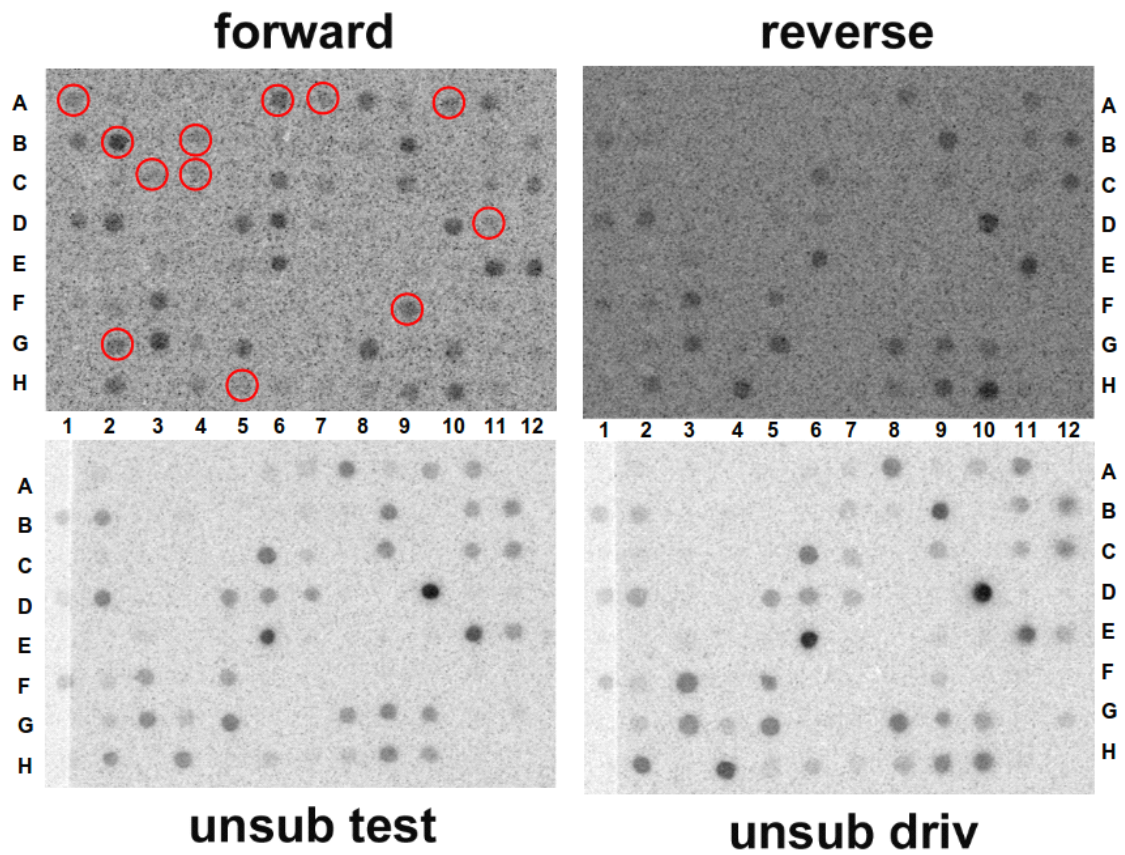 forward reverse
A A
B B
C C
D D
E E
F F
G G
H H
1 2 3 4 5 6 7 8 9 10 11 12 1 2 3 4 5 6 7 8 9 10 11 12
A A
B B
C C
D D
E E
F F
G G
H H
unsub test unsub driv